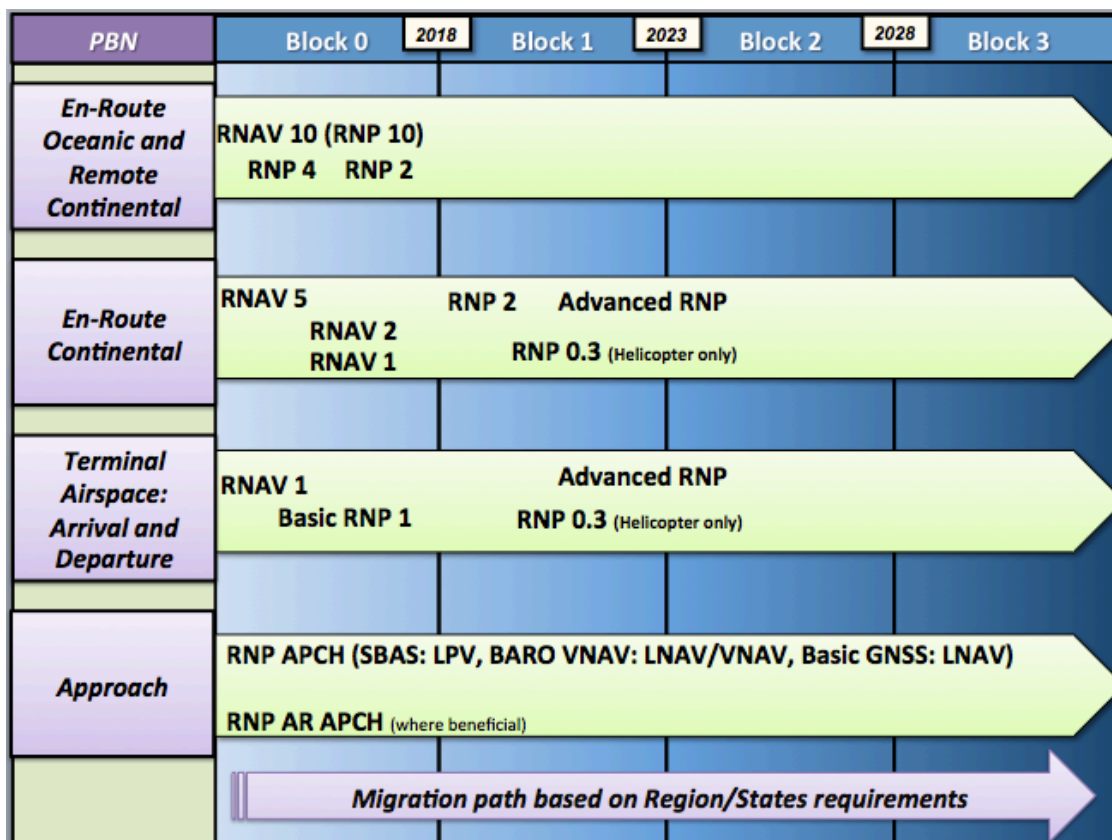 PBN
Block 0
2018
Block 1
2023
Block 2
2028
Block 3
En-Route
Oceanic and
Remote
Continental
RNAV 10 (RNP 10)
RNP 4 RNP 2
En-Route
Continental
RNAV 5
RNP 2 Advanced RNP
RNAV 2
RNAV 1
RNP 0.3 (Helicopter only)
Terminal
Airspace:
Arrival and
Departure
Advanced RNP
RNAV 1
Basic RNP 1
RNP 0.3 (Helicopter only)
Approach
RNP APCH (SBAS: LPV, BARO VNAV: LNAV/VNAV, Basic GNSS: LNAV)
RNP AR APCH (where beneficial)
Migration path based on Region/States requirements